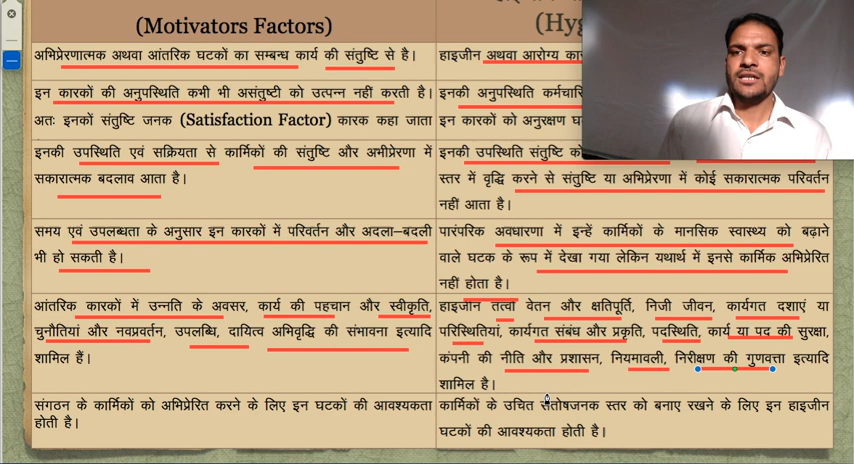 (Motivators Factors)
(Hyg
अभिप्रेरणात्मक अथवा आंतरिक घटकों का सम्बन्ध कार्य की संतुष्टि से है।
हाइजीन अथवा आरोग्य
इन कारकों की अनुपस्थिति कभी भी असंतुष्टी को उत्पन्न नहीं करती है।
अतः इनकों संतुष्टि जनक (Satisfaction Factor) कारक कहा जाता
इनकी अनुपस्थिति
इन कारकों को अनुरक्षण
इनकी उपस्थिति एवं सक्रियता से कार्मिकों की संतुष्टि और अभीप्रेरणा में
सकारात्मक बदलाव आता है।
इनकी उपस्थिति संतुष्टि
स्तर में वृद्धि करने से संतुष्टि या अभिप्रेरणा में कोई सकारात्मक परिवर्तन
नहीं आता है।
समय एवं उपलब्धता के अनुसार इन कारकों में परिवर्तन और अदला–बदली
भी हो सकती है।
पारंपरिक अवधारणा में इन्हें कार्मिकों के मानसिक स्वास्थ्य को बढ़ाने
वाले घटक के रूप में देखा गया लेकिन यथार्थ में इनसे कार्मिक अभिप्रेरित
नहीं होता है।
आंतरिक कारकों में उन्नति के अवसर, कार्य की पहचान और स्वीकृति,
चुनौतियां और नवप्रवर्तन, उपलब्धि, दायित्व अभिवृद्धि की संभावना इत्यादि
शामिल हैं।
हाइजीन तत्वों वेतन और क्षतिपूर्ति, निजी जीवन, कार्यगत दशाएं या
परिस्थितियां, कार्यगत संबंध और प्रकृति, पदस्थिति, कार्य या पद की सुरक्षा,
कंपनी की नीति और प्रशासन, नियमावली, निरीक्षण की गुणवत्ता इत्यादि
शामिल है।
संगठन के कार्मिकों को अभिप्रेरित करने के लिए इन घटकों की आवश्यकता
होती है।
कार्मिकों के उचित संतोषजनक स्तर को बनाए रखने के लिए इन हाइजीन
घटकों की आवश्यकता होती है।